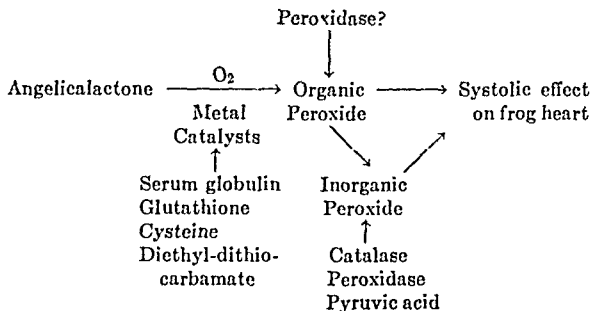 Peroxidase?
Angelicalactone
O₂
Metal
Catalysts
Organic
Peroxide
Systolic effect
on frog heart
Serum globulin
Glutathione
Cysteine
Diethyl-dithio-
carbamate
Inorganic
Peroxide
Catalase
Peroxidase
Pyruvic acid